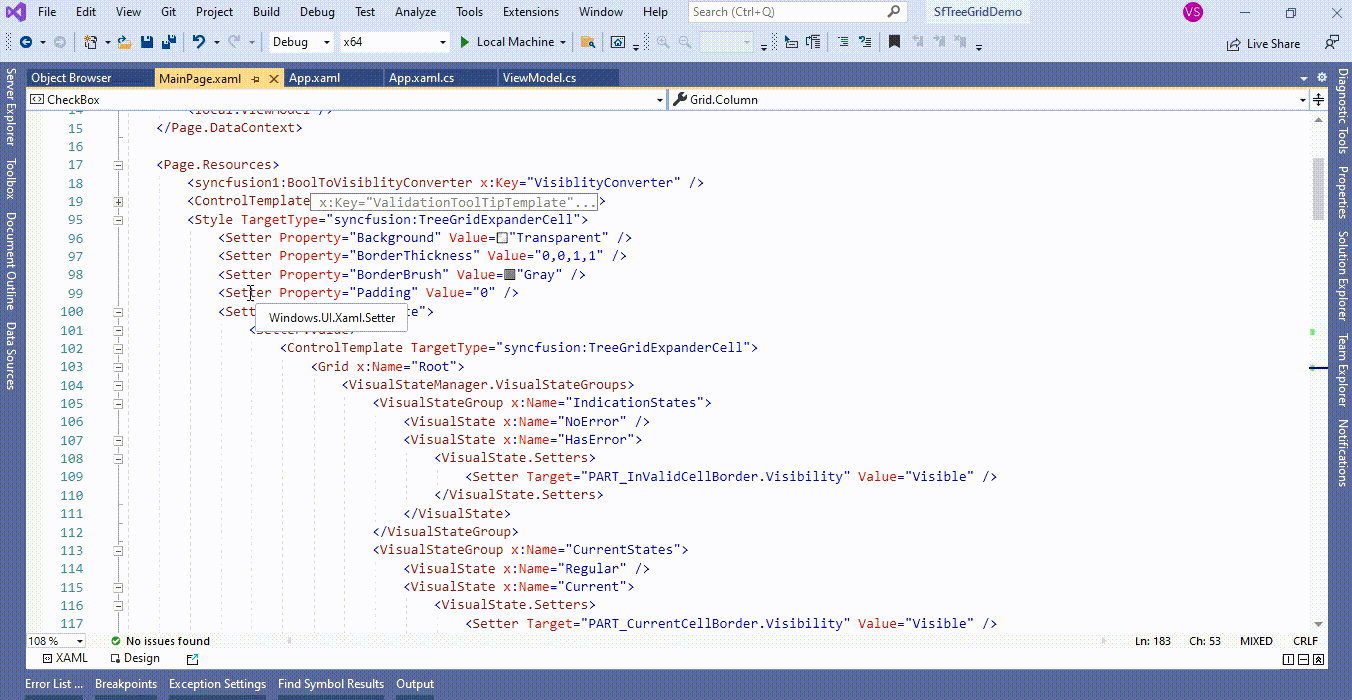 File Edit View Git Project Build Debug Test Analyze Tools Extensions Window Help Search (Ctrl+Q) SfTreeGridDemo VS
Debug x64 Local Machine Live Share
Object Browser MainPage.xaml App.xaml App.xaml.cs ViewModel.cs
CheckBox Grid.Column
14 <local:ViewModel />
15 </Page.DataContext>
16
17 <Page.Resources>
18 <syncfusion1:BoolToVisiblityConverter x:Key="VisiblityConverter" />
19 <ControlTemplate x:Key="ValidationToolTipTemplate"...>
95 <Style TargetType="syncfusion:TreeGridExpanderCell">
96 <Setter Property="Background" Value="Transparent" />
97 <Setter Property="BorderThickness" Value="0,0,1,1" />
98 <Setter Property="BorderBrush" Value="Gray" />
99 <Setter Property="Padding" Value="0" />
100 <Sett e">
Windows.UI.Xaml.Setter
101 <Setter.Value>
102 <ControlTemplate TargetType="syncfusion:TreeGridExpanderCell">
103 <Grid x:Name="Root">
104 <VisualStateManager.VisualStateGroups>
105 <VisualStateGroup x:Name="IndicationStates">
106 <VisualState x:Name="NoError" />
107 <VisualState x:Name="HasError">
108 <VisualState.Setters>
109 <Setter Target="PART_InValidCellBorder.Visibility" Value="Visible" />
110 </VisualState.Setters>
111 </VisualState>
112 </VisualStateGroup>
113 <VisualStateGroup x:Name="CurrentStates">
114 <VisualState x:Name="Regular" />
115 <VisualState x:Name="Current">
116 <VisualState.Setters>
117 <Setter Target="PART_CurrentCellBorder.Visibility" Value="Visible" />
108 % No issues found Ln: 183 Ch: 53 MIXED CRLF
XAML Design
Error List ... Breakpoints Exception Settings Find Symbol Results Output
Server Explorer
Toolbox
Document Outline
Data Sources
Diagnostic Tools
Properties
Solution Explorer
Team Explorer
Notifications